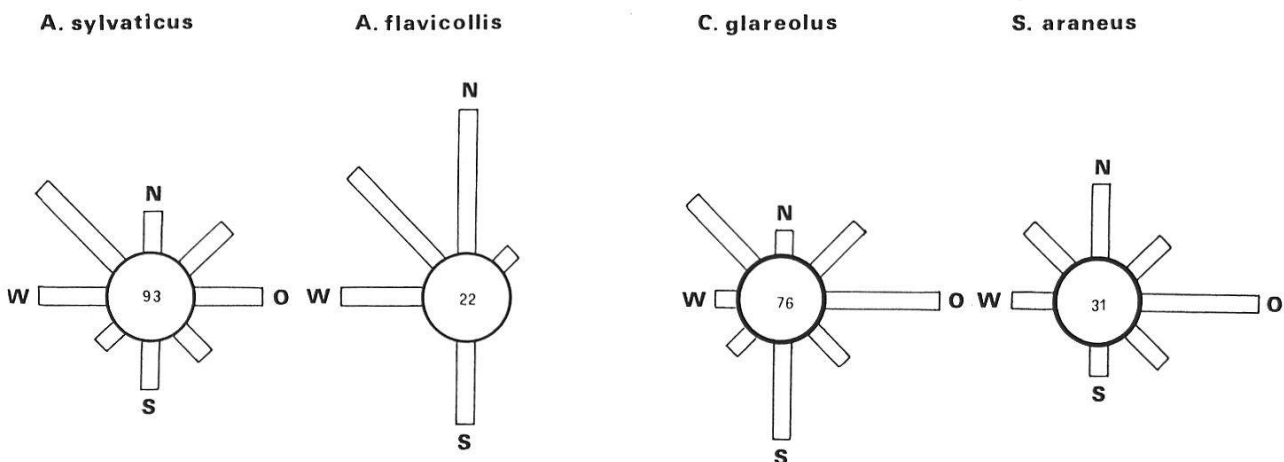 A. sylvaticus A. flavicollis C. glareolus S. araneus
N
W 93 O
S
N
W 22
S
N
W 76 O
S
N
W 31 O
S